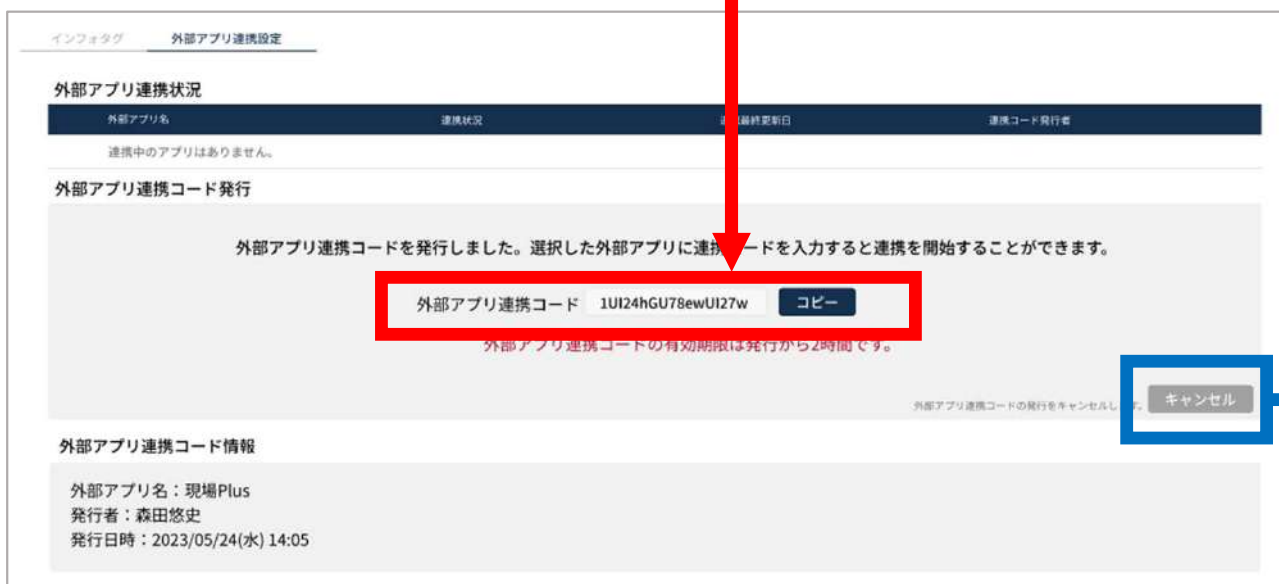 インフォタグ 外部アプリ連携設定
外部アプリ連携状況
外部アプリ名 連携状況 最終更新日 連携コード発行者
連携中のアプリはありません。
外部アプリ連携コード発行
外部アプリ連携コードを発行しました。選択した外部アプリに連携コードを入力すると連携を開始することができます。
外部アプリ連携コード 1UI24hGU78ewUI27w コピー
外部アプリ連携コードの有効期限は発行から2時間です。
外部アプリ連携コードの発行をキャンセルします。 キャンセル
外部アプリ連携コード情報
外部アプリ名：現場Plus
発行者：森田悠史
発行日時：2023/05/24(水) 14:05